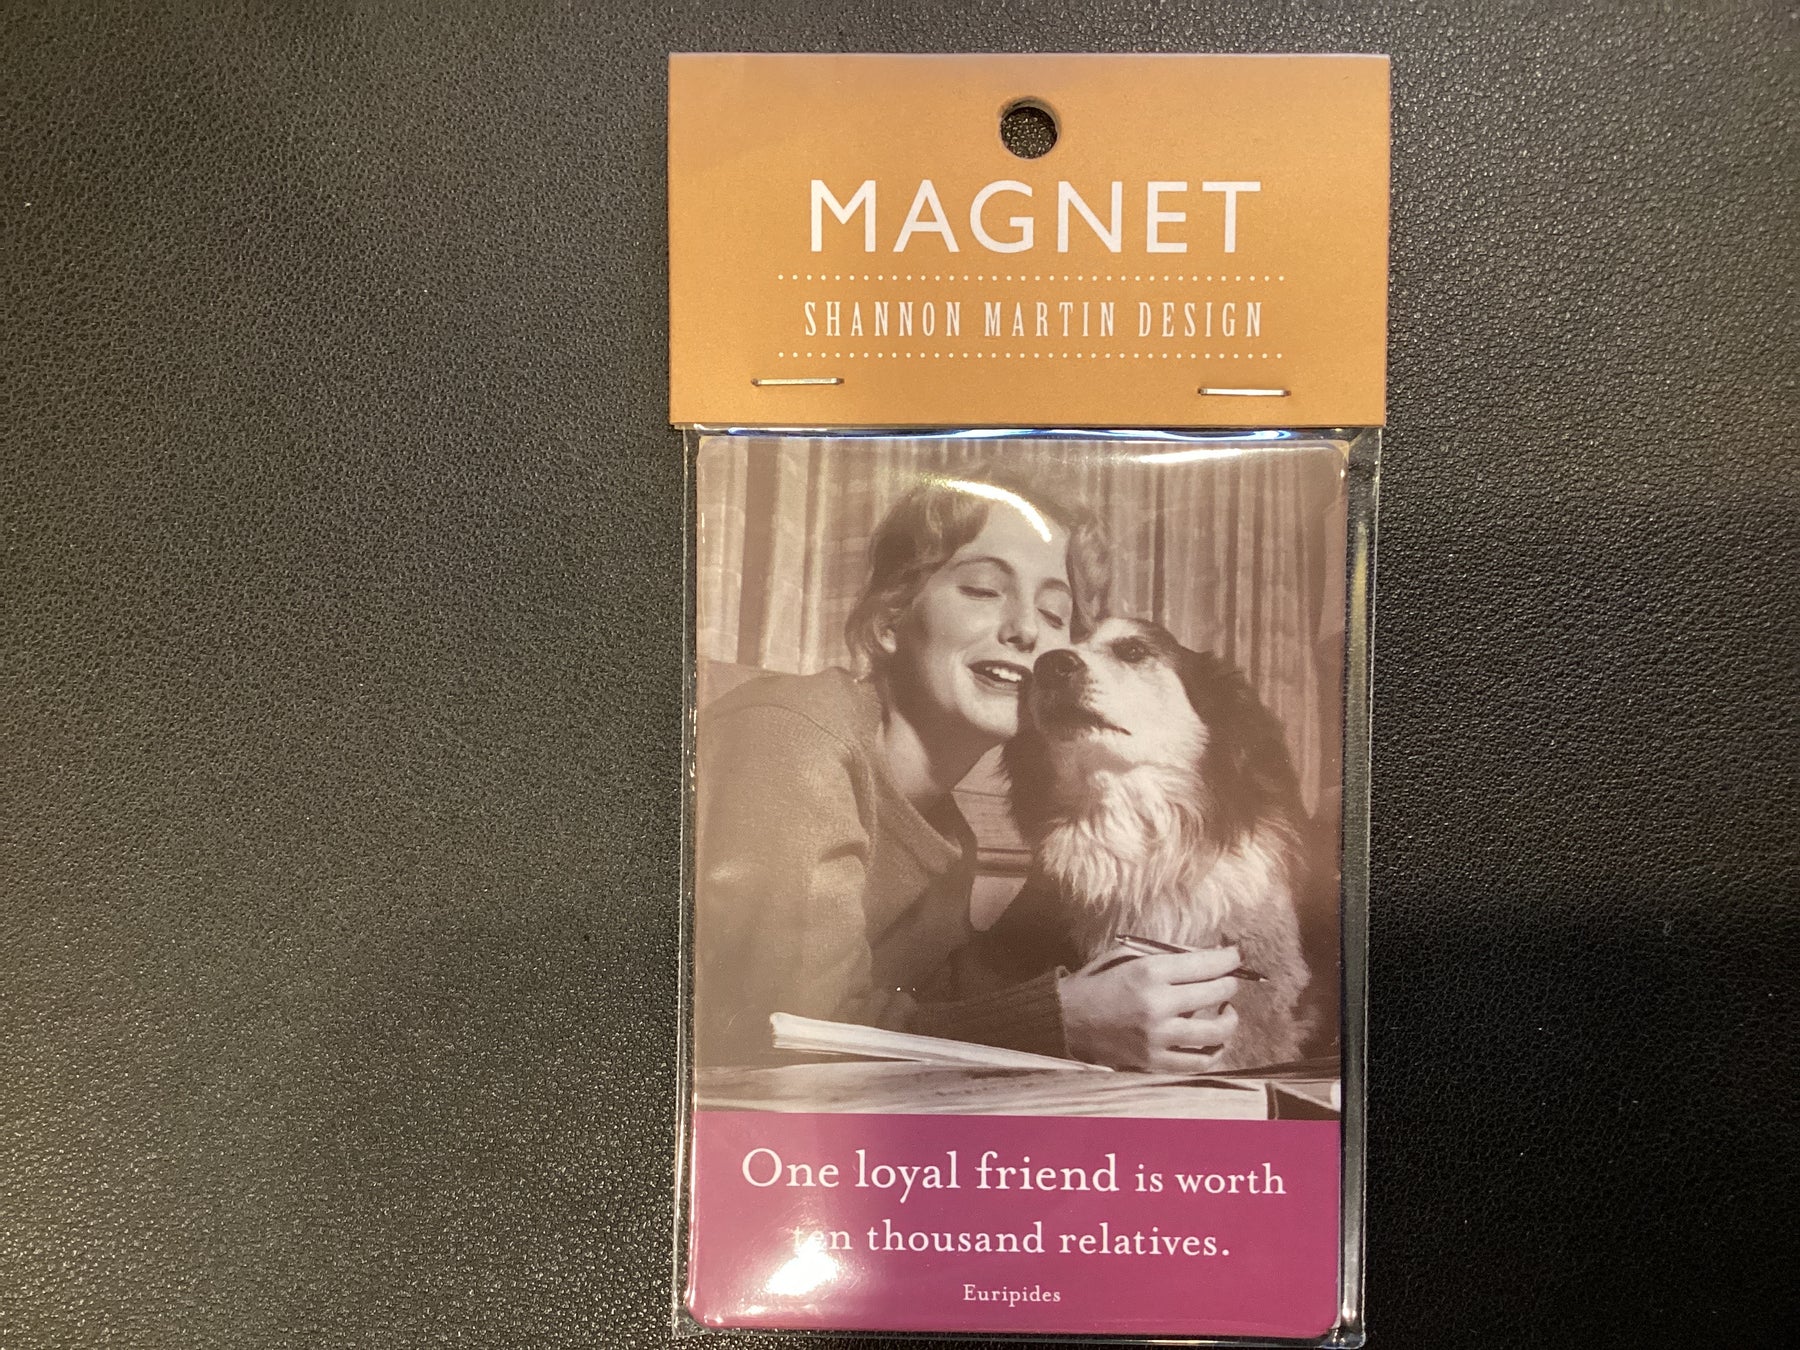 MAGNET
SHANNON MARTIN DESIGN
One loyal friend is worth
ten thousand relatives.
Euripides